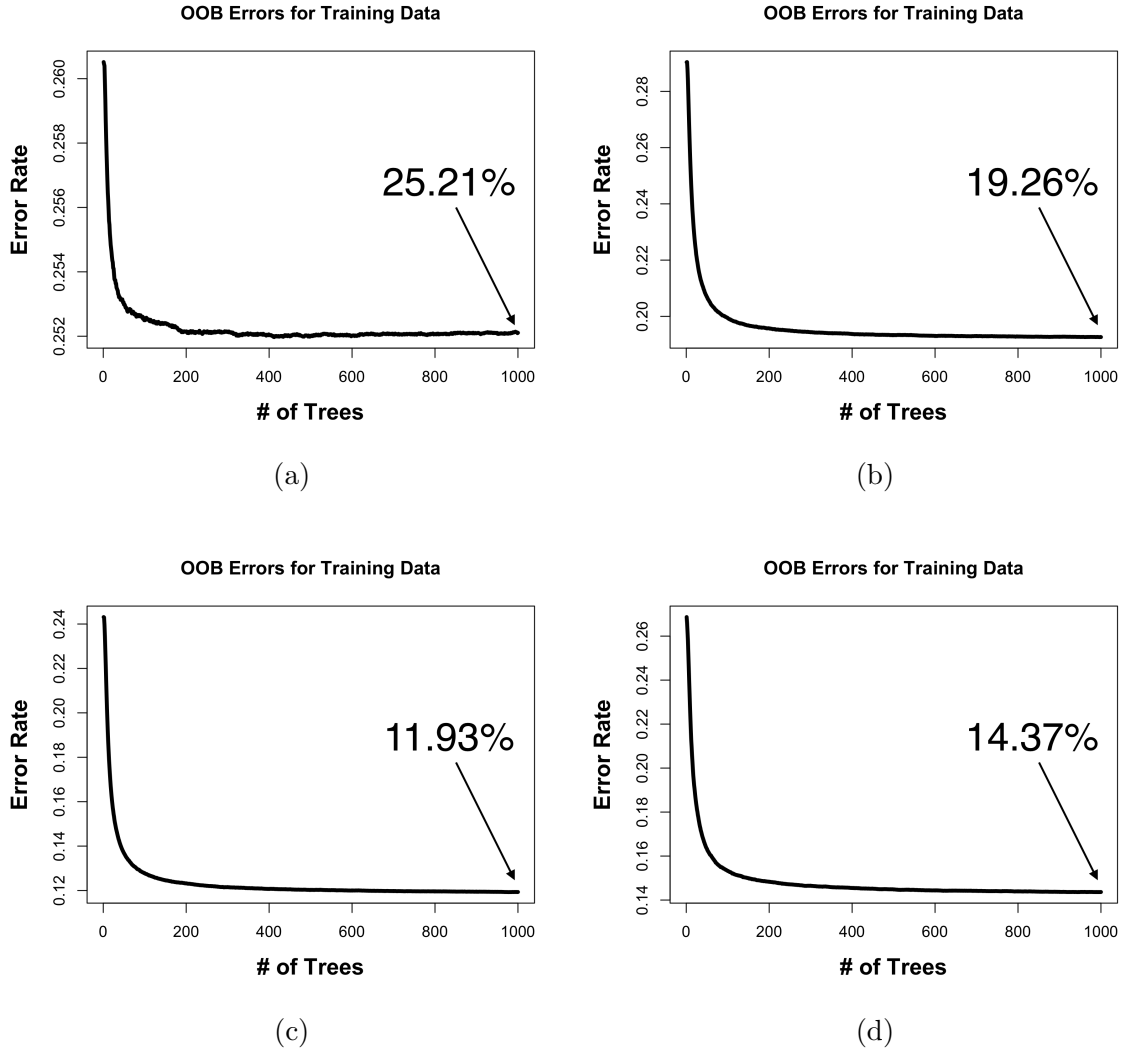 OOB Errors for Training Data
Error Rate
0.260
0.258
0.256
0.254
0.252
25.21%
0 200 400 600 800 1000
# of Trees
(a)
OOB Errors for Training Data
Error Rate
0.28
0.26
0.24
0.22
0.20
19.26%
0 200 400 600 800 1000
# of Trees
(b)
OOB Errors for Training Data
Error Rate
0.24
0.22
0.20
0.18
0.16
0.14
0.12
11.93%
0 200 400 600 800 1000
# of Trees
(c)
OOB Errors for Training Data
Error Rate
0.26
0.24
0.22
0.20
0.18
0.16
0.14
14.37%
0 200 400 600 800 1000
# of Trees
(d)